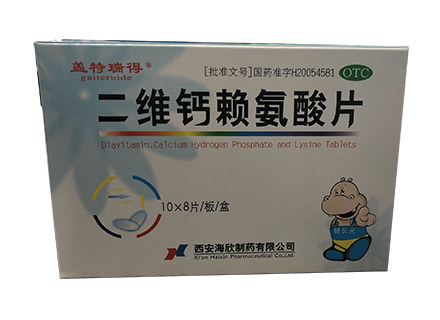 盖特瑞得®
gaiteruide
[批准文号]国药准字H20054581 OTC
二维钙赖氨酸片
Diavitamin.Calcium Hydrogen Phosphate and Lysine Tablets
10×8片/板/盒
西安海欣制药有限公司
Xi'an Haixin Pharmaceutical Co.,Ltd.